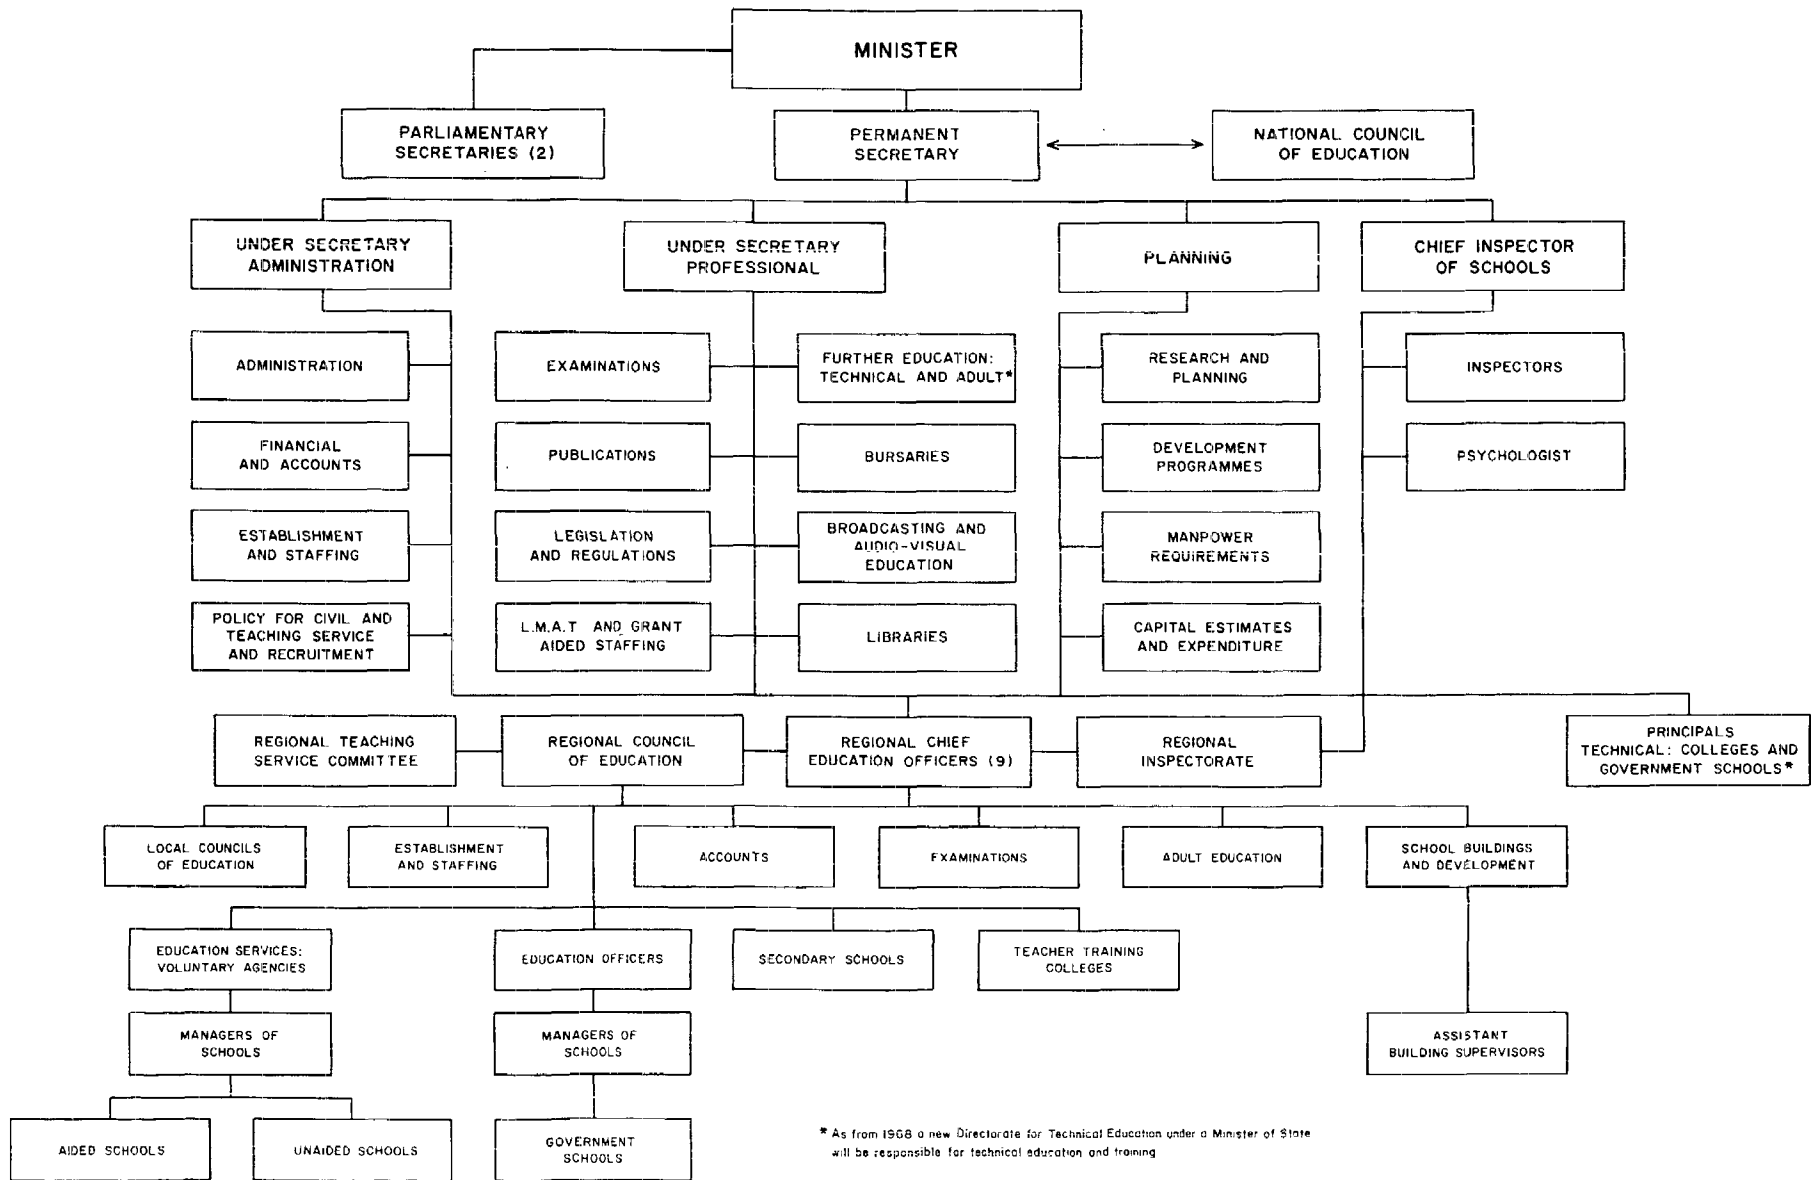 MINISTER
PARLIAMENTARY
SECRETARIES (2)
PERMANENT
SECRETARY
NATIONAL COUNCIL
OF EDUCATION
UNDER SECRETARY
ADMINISTRATION
UNDER SECRETARY
PROFESSIONAL
PLANNING
CHIEF INSPECTOR
OF SCHOOLS
ADMINISTRATION
EXAMINATIONS
FURTHER EDUCATION:
TECHNICAL AND ADULT*
RESEARCH AND
PLANNING
INSPECTORS
FINANCIAL
AND ACCOUNTS
PUBLICATIONS
BURSARIES
DEVELOPMENT
PROGRAMMES
PSYCHOLOGIST
ESTABLISHMENT
AND STAFFING
LEGISLATION
AND REGULATIONS
BROADCASTING AND
AUDIO-VISUAL
EDUCATION
MANPOWER
REQUIREMENTS
POLICY FOR CIVIL AND
TEACHING SERVICE
AND RECRUITMENT
L.M.A.T AND GRANT
AIDED STAFFING
LIBRARIES
CAPITAL ESTIMATES
AND EXPENDITURE
REGIONAL TEACHING
SERVICE COMMITTEE
REGIONAL COUNCIL
OF EDUCATION
REGIONAL CHIEF
EDUCATION OFFICERS (9)
REGIONAL
INSPECTORATE
PRINCIPALS
TECHNICAL: COLLEGES AND
GOVERNMENT SCHOOLS*
LOCAL COUNCILS
OF EDUCATION
ESTABLISHMENT
AND STAFFING
ACCOUNTS
EXAMINATIONS
ADULT EDUCATION
SCHOOL BUILDINGS
AND DEVELOPMENT
EDUCATION SERVICES:
VOLUNTARY AGENCIES
EDUCATION OFFICERS
SECONDARY SCHOOLS
TEACHER TRAINING
COLLEGES
MANAGERS OF
SCHOOLS
MANAGERS OF
SCHOOLS
ASSISTANT
BUILDING SUPERVISORS
AIDED SCHOOLS
UNAIDED SCHOOLS
GOVERNMENT
SCHOOLS
* As from 1968 a new Directorate for Technical Education under a Minister of State
will be responsible for technical education and training